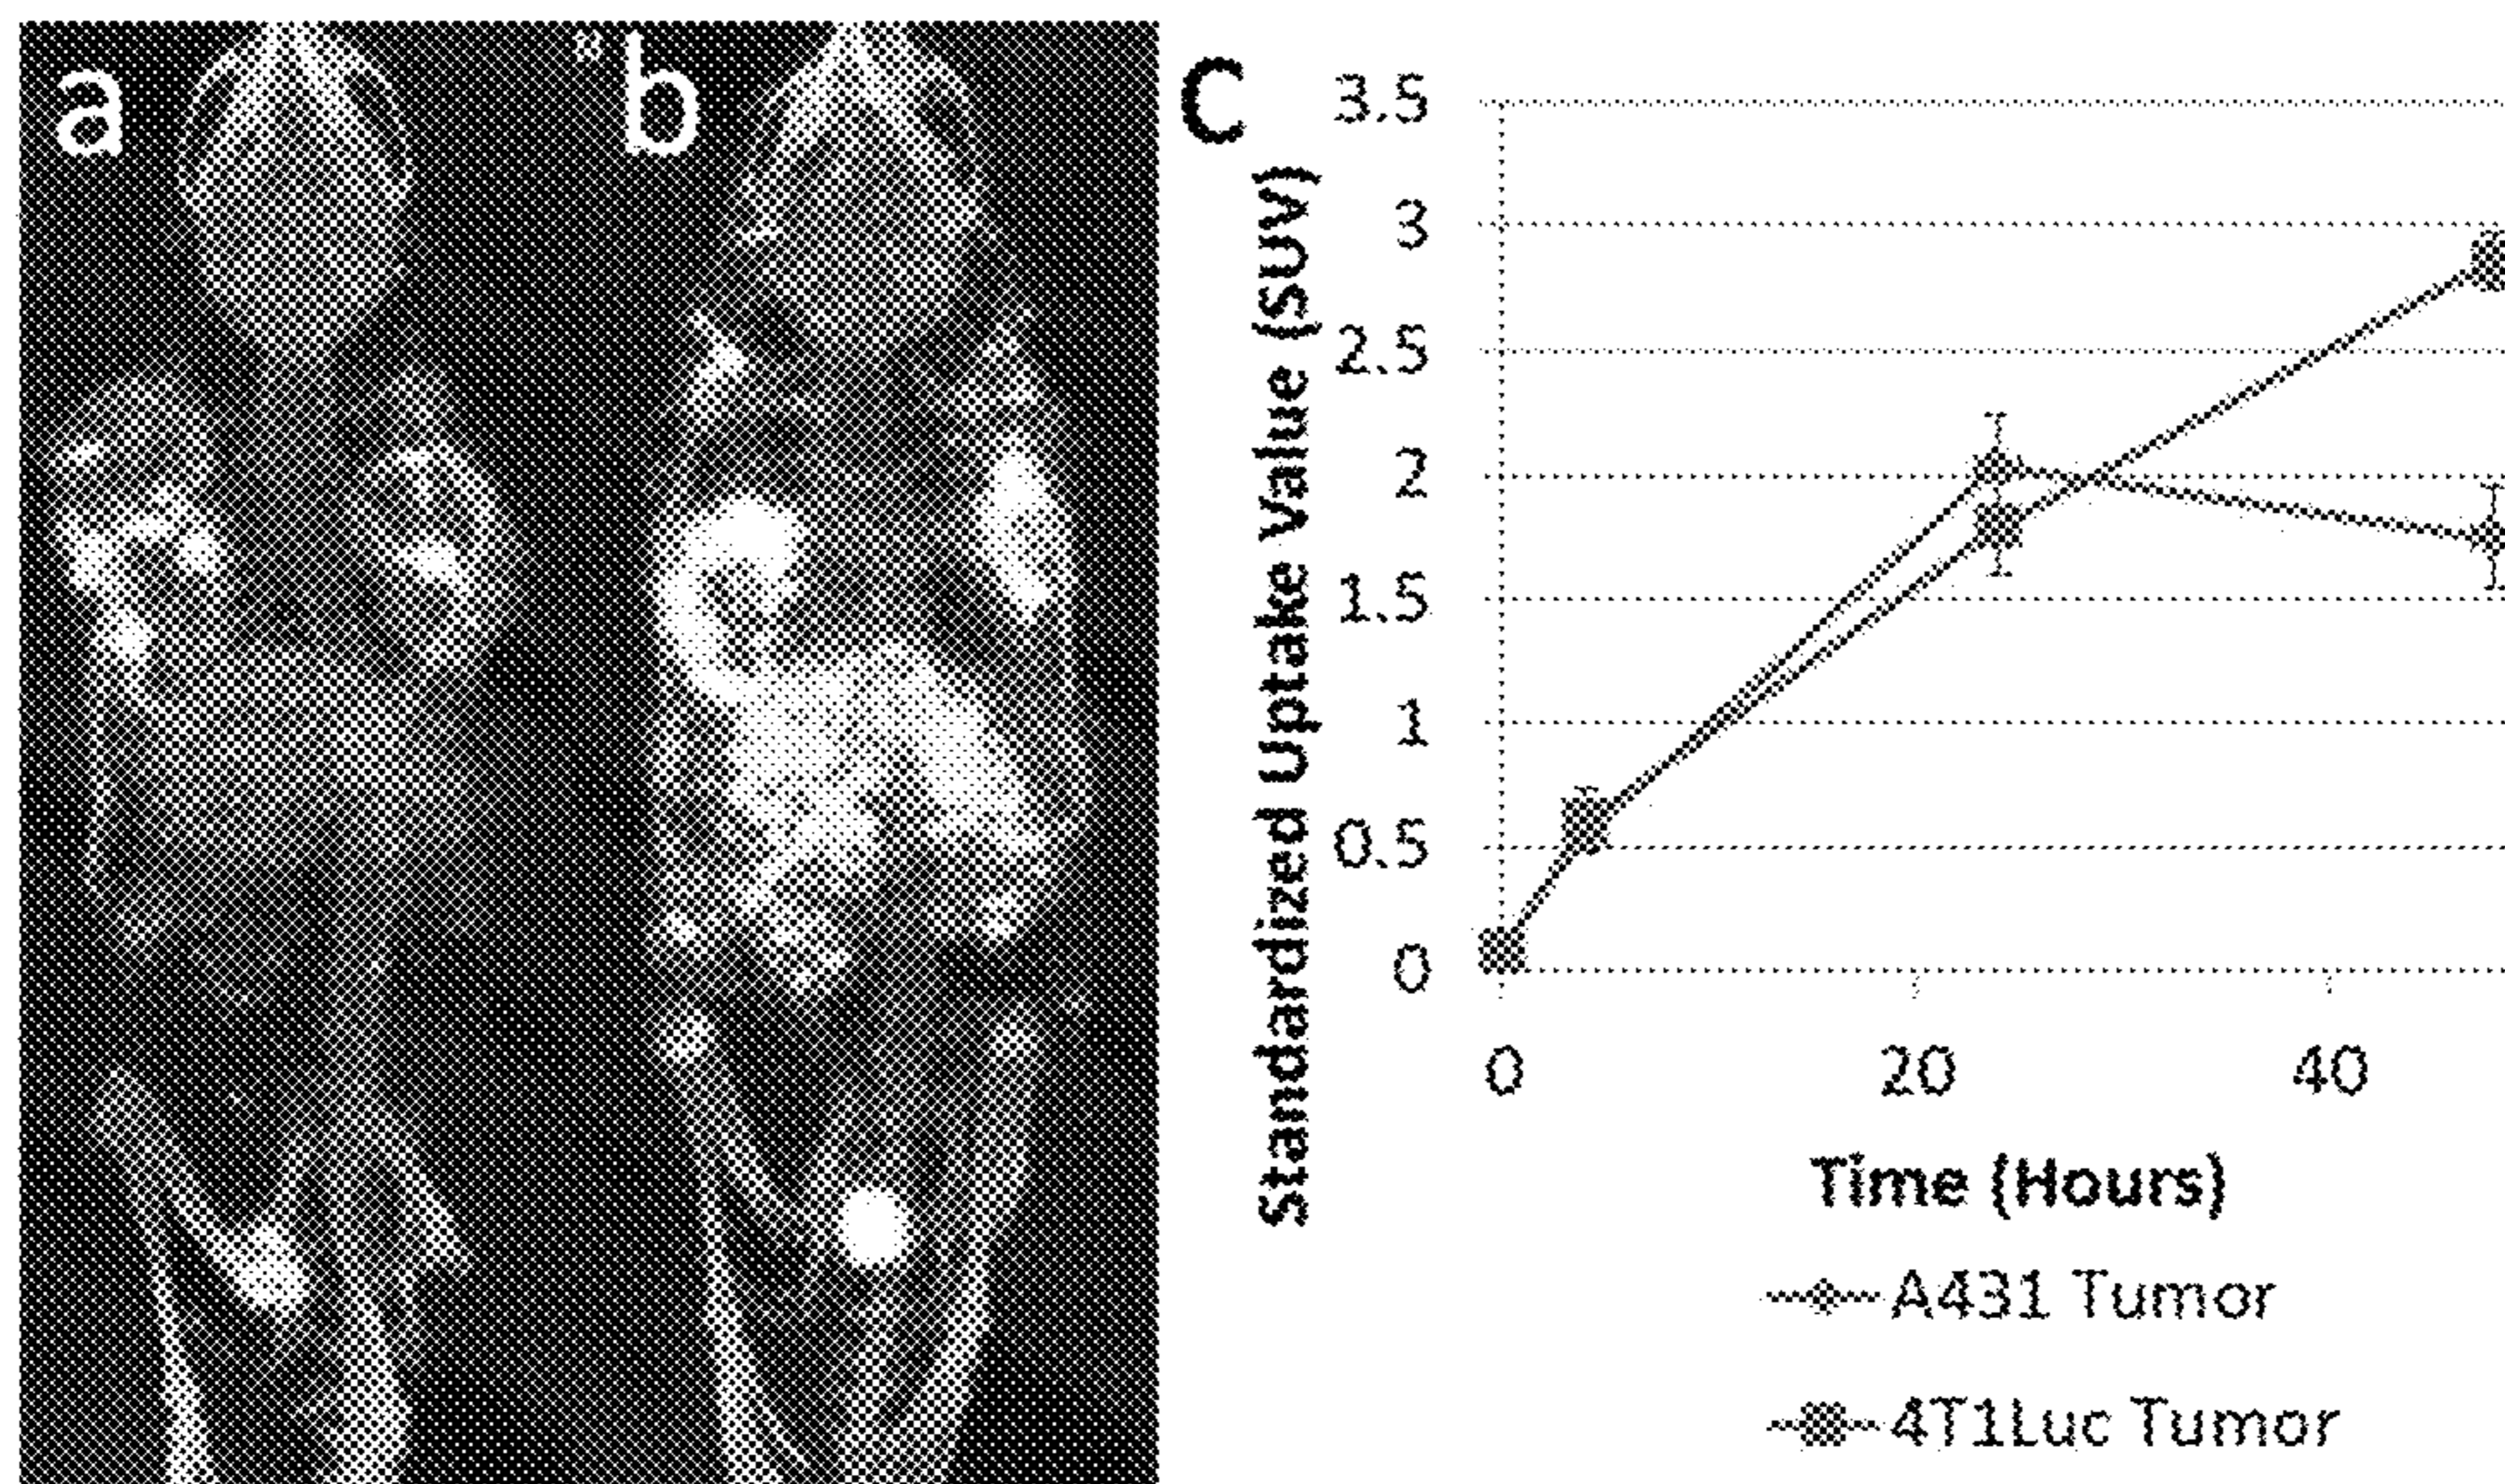 a
b
c
3.5
3
2.5
2
1.5
1
0.5
0
Standardized Uptake Value (SUV)
0 20 40
Time (Hours)
A431 Tumor
4T1Luc Tumor